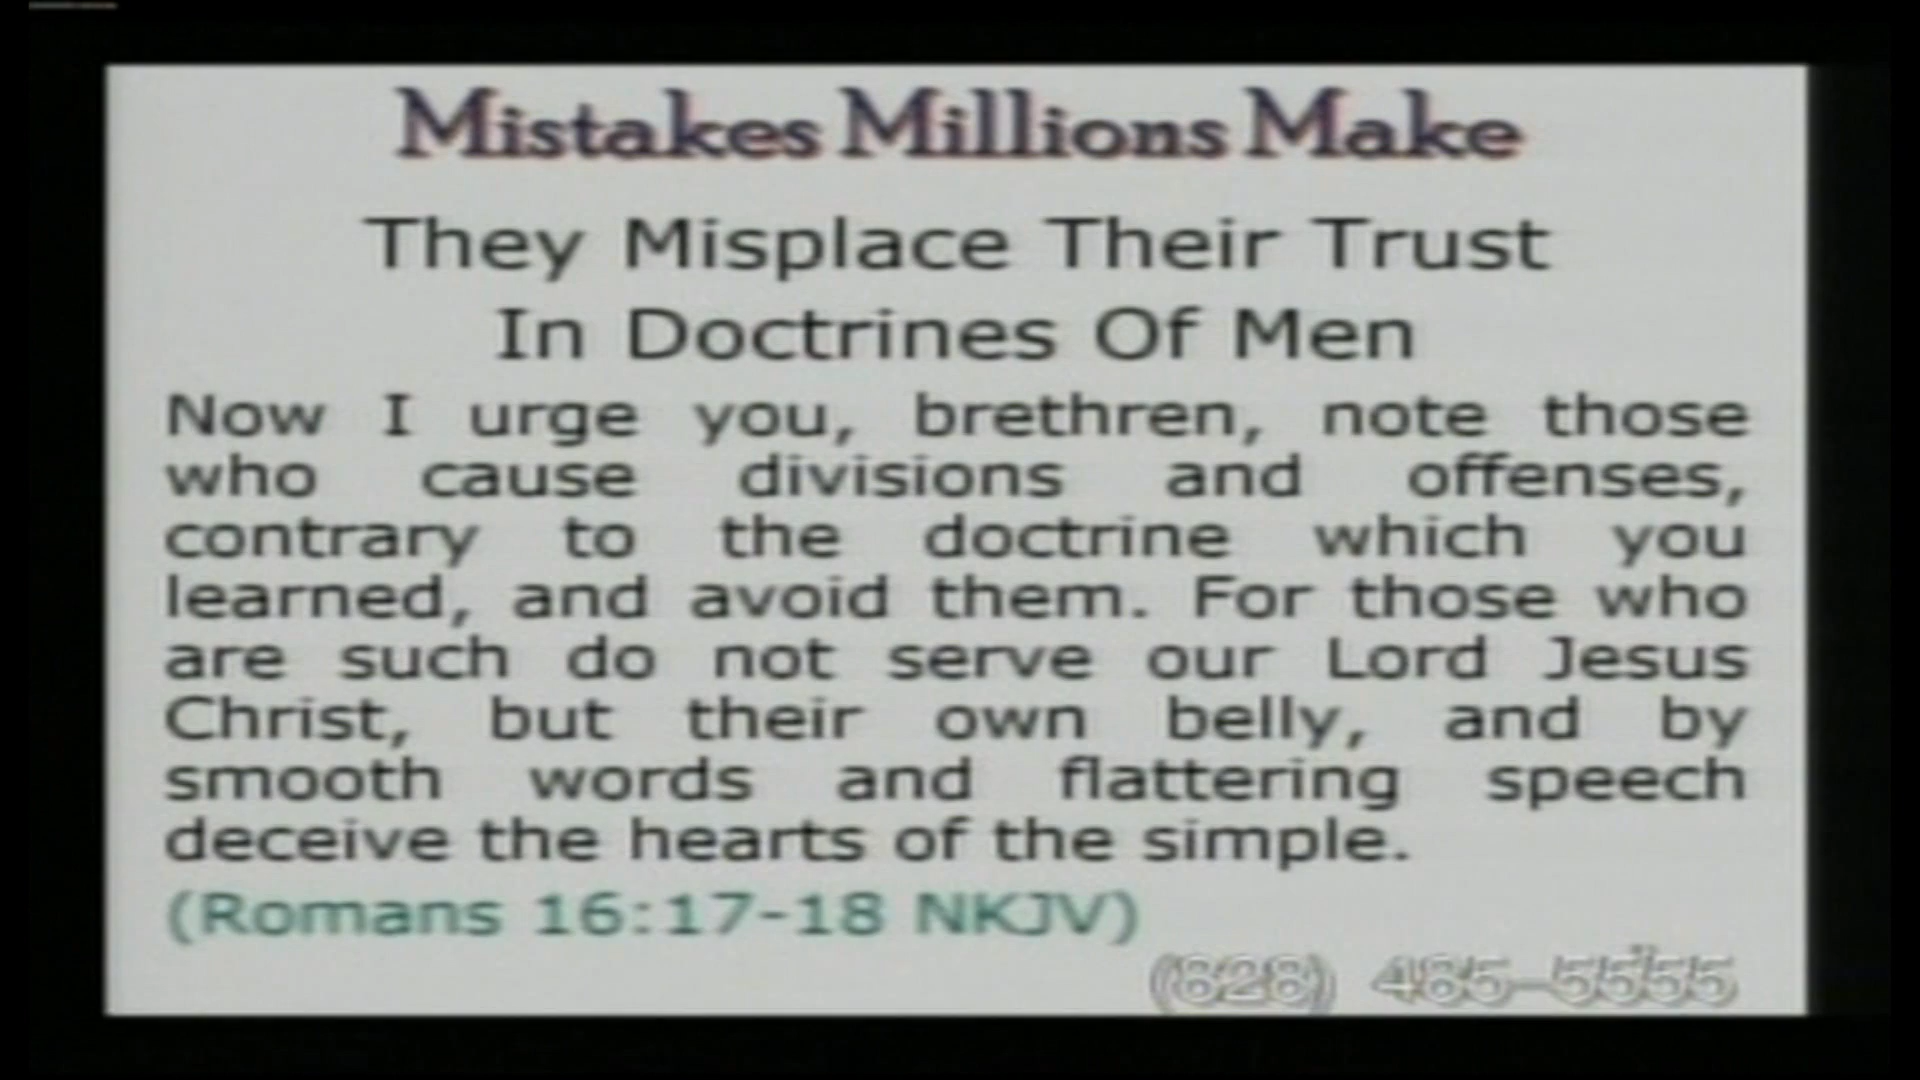 Mistakes Millions Make
They Misplace Their Trust
In Doctrines Of Men
Now I urge you, brethren, note those
who cause divisions and offenses,
contrary to the doctrine which you
learned, and avoid them. For those who
are such do not serve our Lord Jesus
Christ, but their own belly, and by
smooth words and flattering speech
deceive the hearts of the simple.
(Romans 16:17-18 NKJV)
(828) 465-5555